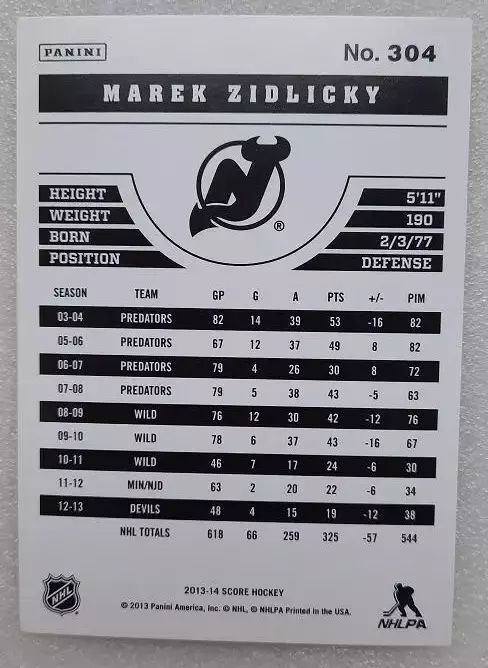 PANINI No. 304
MAREK ZIDLICKY
®
HEIGHT 5'11"
WEIGHT 190
BORN 2/3/77
POSITION DEFENSE
SEASON TEAM GP G A PTS +/- PIM
03-04 PREDATORS 82 14 39 53 -16 82
05-06 PREDATORS 67 12 37 49 8 82
06-07 PREDATORS 79 4 26 30 8 72
07-08 PREDATORS 79 5 38 43 -5 63
08-09 WILD 76 12 30 42 -12 76
09-10 WILD 78 6 37 43 -16 67
10-11 WILD 46 7 17 24 -6 30
11-12 MIN/NJD 63 2 20 22 -6 34
12-13 DEVILS 48 4 15 19 -12 38
NHL TOTALS 618 66 259 325 -57 544
2013-14 SCORE HOCKEY
© 2013 Panini America, Inc. © NHL, © NHLPA Printed in the USA.
NHL
NHLPA